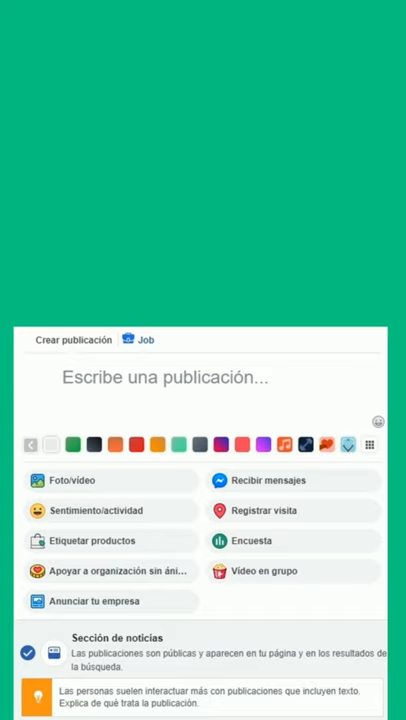 Crear publicación
Job
Escribe una publicación...
Foto/vídeo
Recibir mensajes
Sentimiento/actividad
Registrar visita
Etiquetar productos
Encuesta
Apoyar a organización sin áni...
Vídeo en grupo
Anunciar tu empresa
Sección de noticias
Las publicaciones son públicas y aparecen en tu página y en los resultados de
la búsqueda.
Las personas suelen interactuar más con publicaciones que incluyen texto.
Explica de qué trata la publicación.